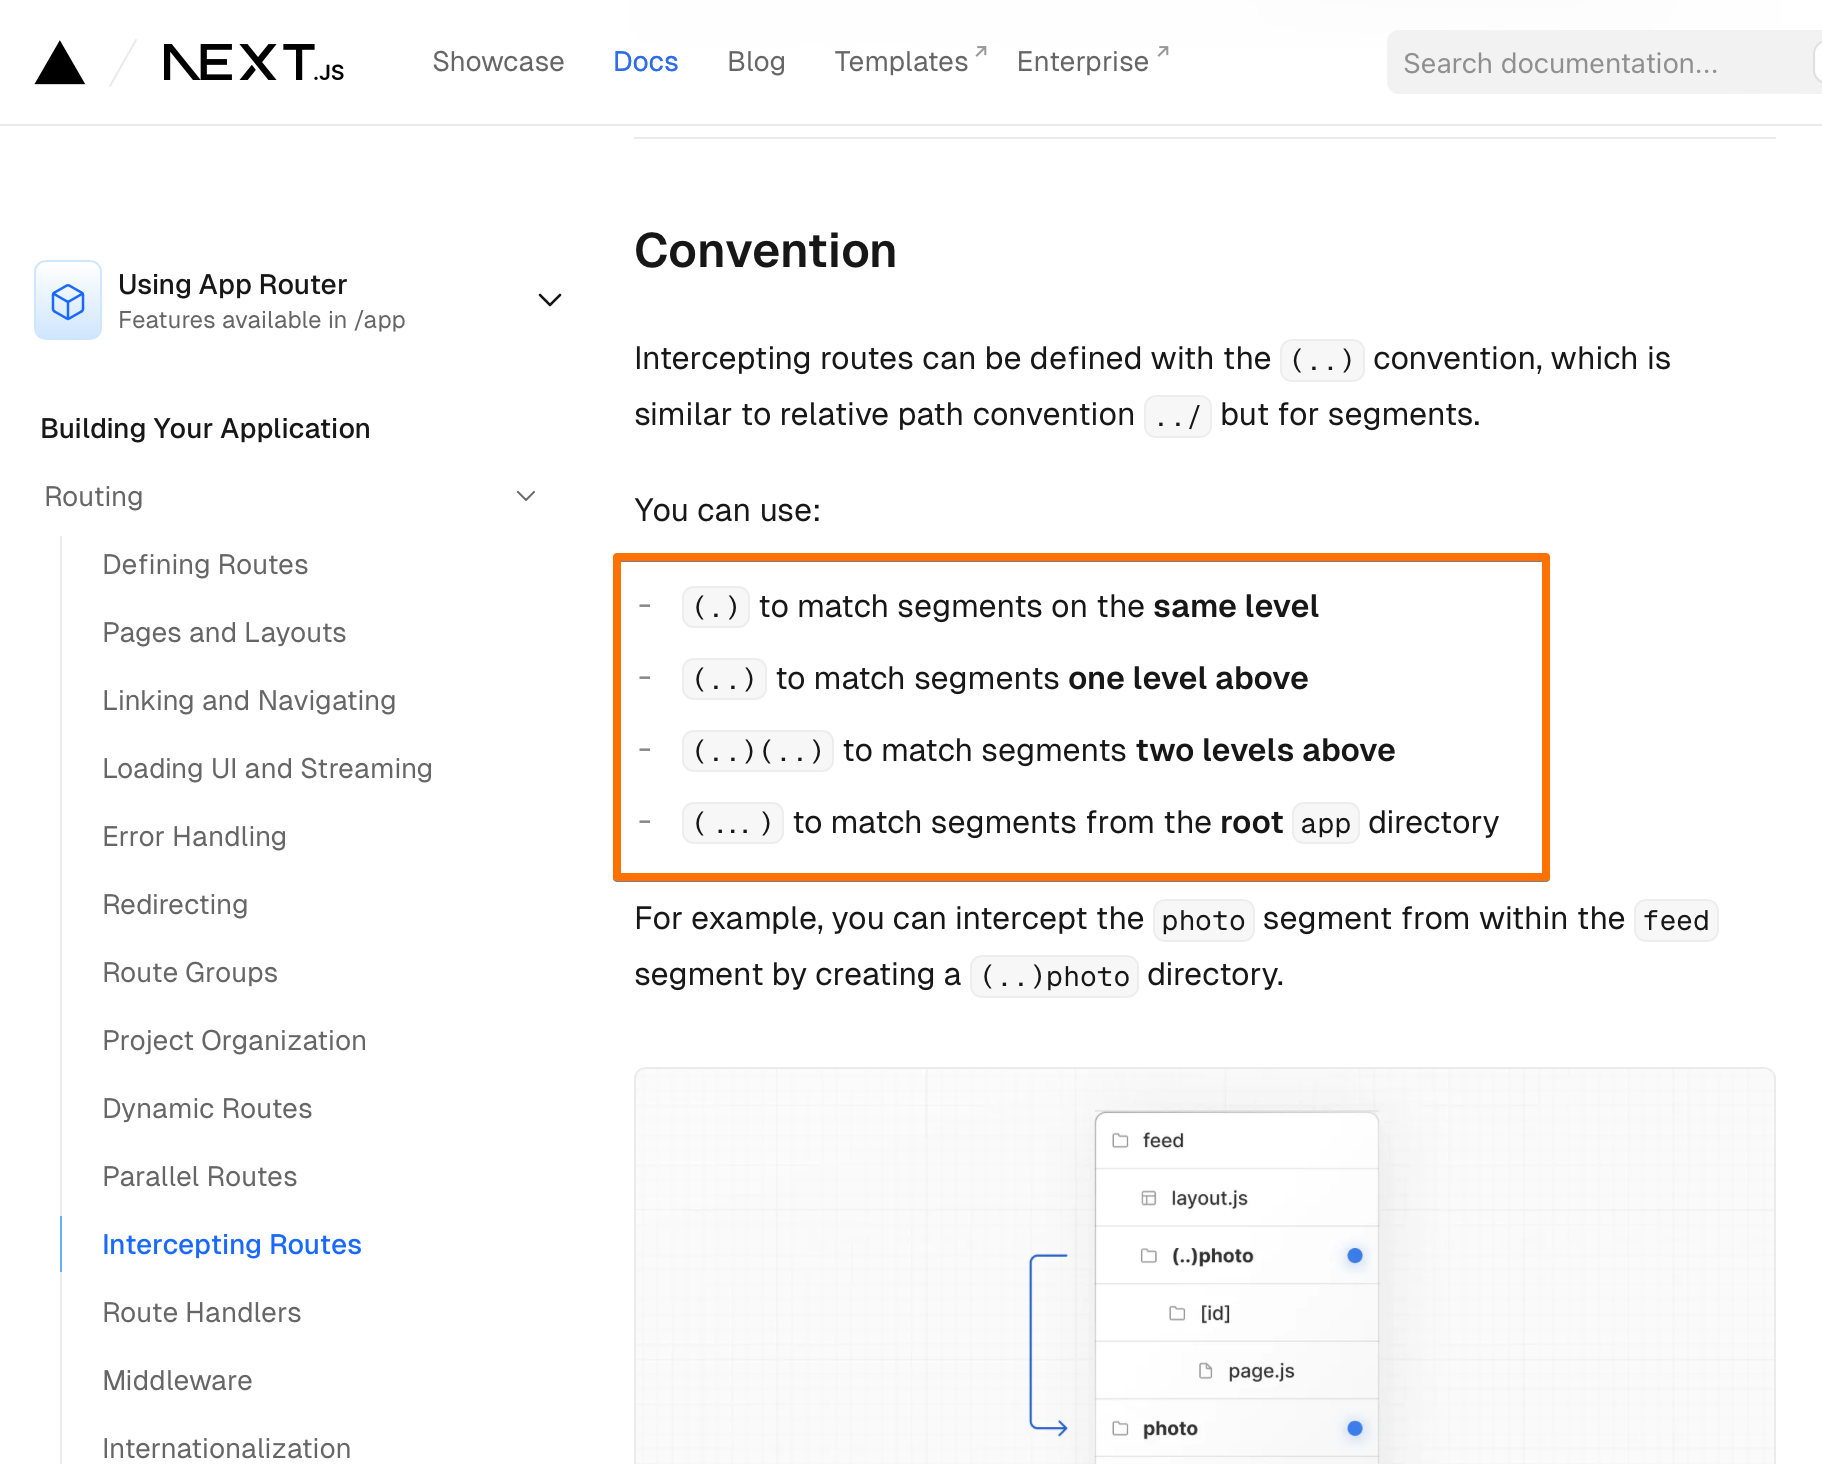 NEXT.JS
Showcase
Docs
Blog
Templates
Enterprise
Search documentation...
Using App Router
Features available in /app
Building Your Application
Routing
Defining Routes
Pages and Layouts
Linking and Navigating
Loading UI and Streaming
Error Handling
Redirecting
Route Groups
Project Organization
Dynamic Routes
Parallel Routes
Intercepting Routes
Route Handlers
Middleware
Internationalization
Convention
Intercepting routes can be defined with the (..) convention, which is
similar to relative path convention ../ but for segments.
You can use:
- (.) to match segments on the same level
- (..) to match segments one level above
- (..)(..) to match segments two levels above
- (...) to match segments from the root app directory
For example, you can intercept the photo segment from within the feed
segment by creating a (..)photo directory.
feed
layout.js
(..)photo
[id]
page.js
photo